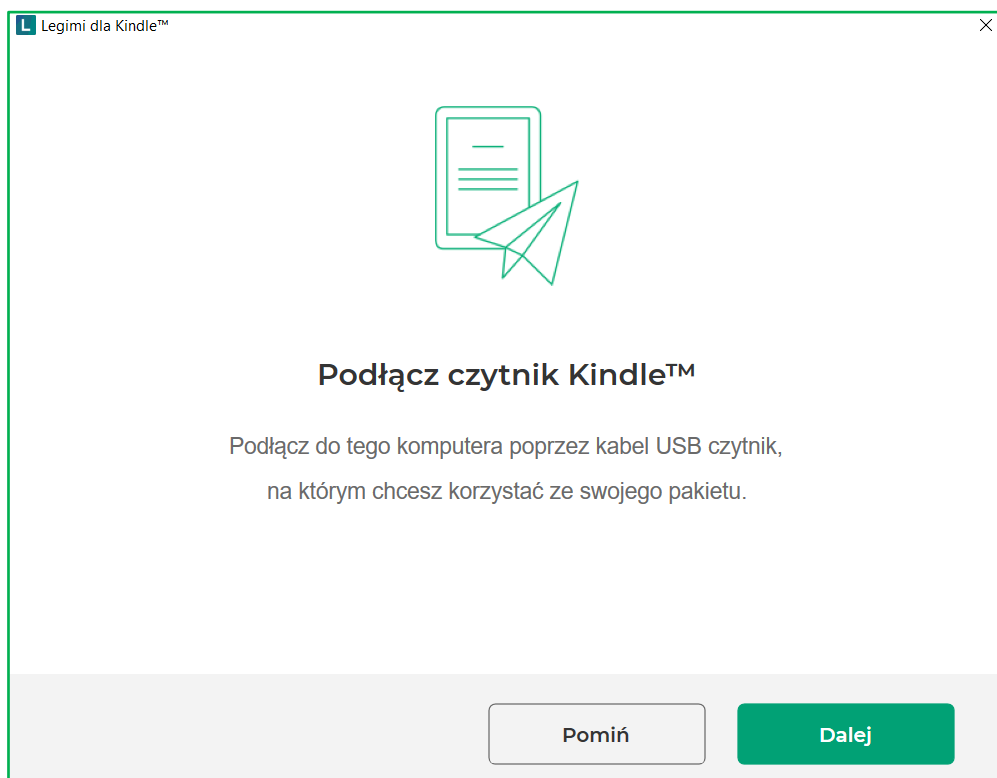 L Legimi dla Kindle™
Podłącz czytnik Kindle™
Podłącz do tego komputera poprzez kabel USB czytnik,
na którym chcesz korzystać ze swojego pakietu.
Pomiń
Dalej